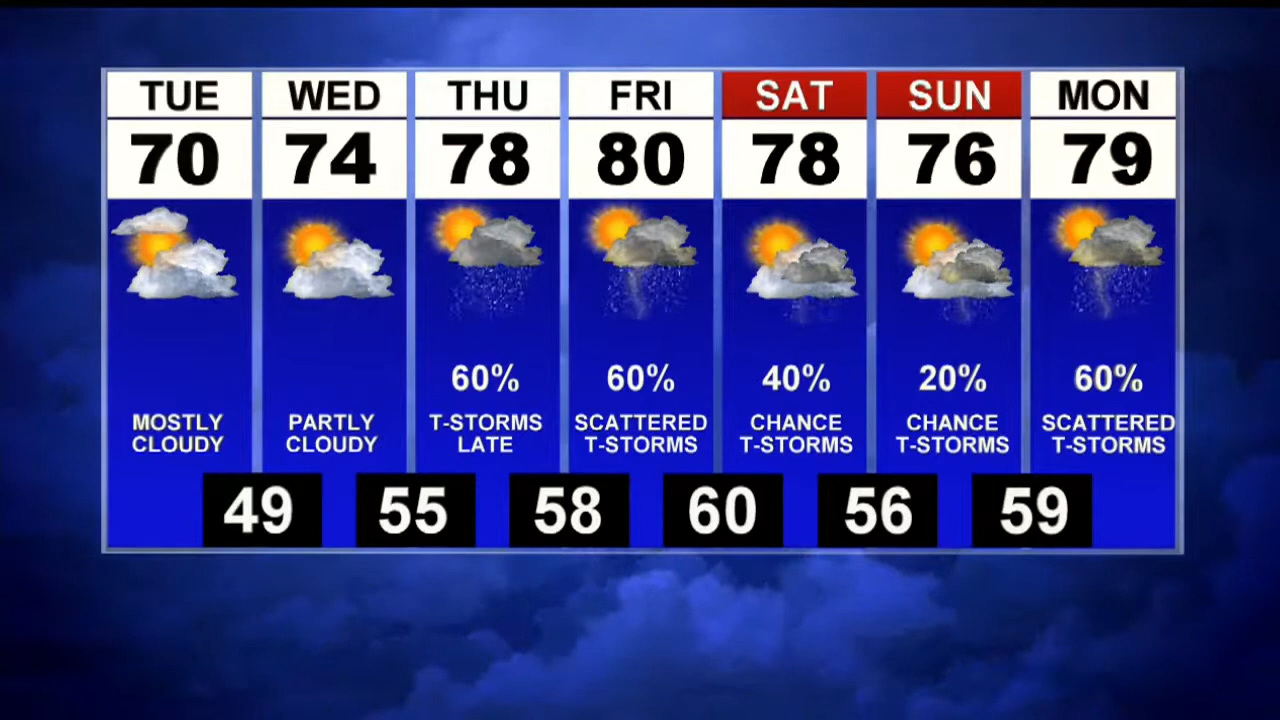 TUE WED THU FRI SAT SUN MON
70 74 78 80 78 76 79
60% 60% 40% 20% 60%
MOSTLY PARTLY T-STORMS SCATTERED CHANCE CHANCE SCATTERED
CLOUDY CLOUDY LATE T-STORMS T-STORMS T-STORMS T-STORMS
49 55 58 60 56 59